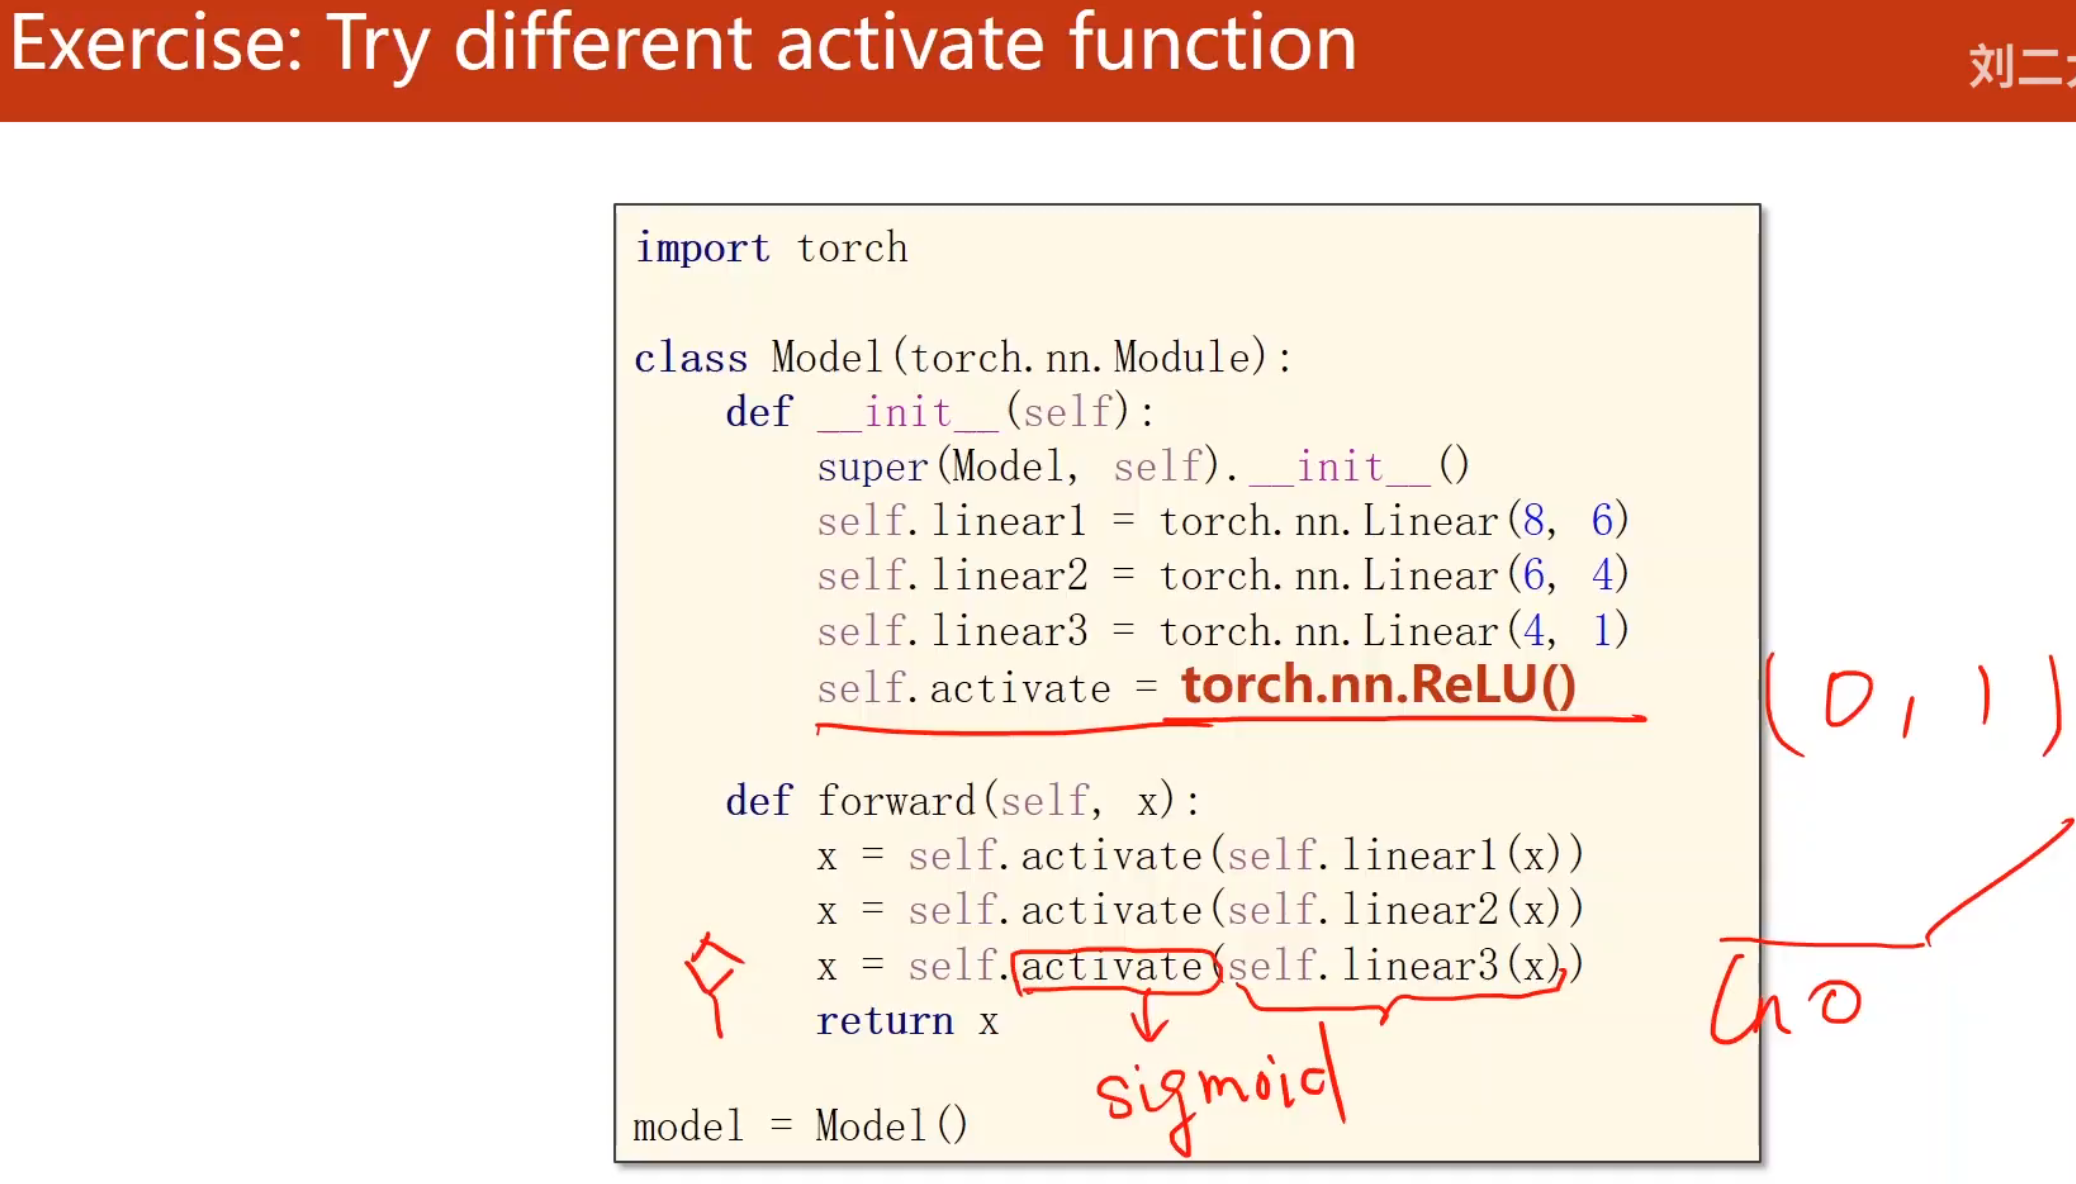 Exercise: Try different activate function
刘二
import torch
class Model(torch.nn.Module):
def __init__(self):
super(Model, self).__init__()
self.linear1 = torch.nn.Linear(8, 6)
self.linear2 = torch.nn.Linear(6, 4)
self.linear3 = torch.nn.Linear(4, 1)
self.activate = torch.nn.ReLU()
(0, 1)
def forward(self, x):
x = self.activate(self.linear1(x))
x = self.activate(self.linear2(x))
x = self.activate(self.linear3(x))
return x
sigmoid
model = Model()